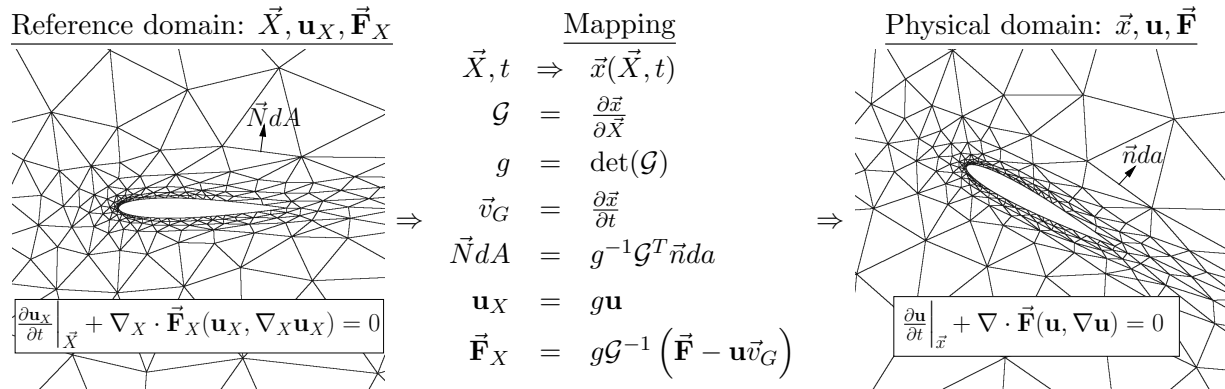 Reference domain: $\vec{X}, \mathbf{u}_X, \vec{\mathbf{F}}_X$
$\vec{N}dA$
$\left.\frac{\partial \mathbf{u}_X}{\partial t}\right|_{\vec{X}} + \nabla_X \cdot \vec{\mathbf{F}}_X(\mathbf{u}_X, \nabla_X \mathbf{u}_X) = 0$
⇒
Mapping
$\vec{X}, t \Rightarrow \vec{x}(\vec{X}, t)$
$\mathcal{G} = \frac{\partial \vec{x}}{\partial \vec{X}}$
$g = \det(\mathcal{G})$
$\vec{v}_G = \frac{\partial \vec{x}}{\partial t}$
$\vec{N}dA = g^{-1}\mathcal{G}^T \vec{n}da$
$\mathbf{u}_X = g\mathbf{u}$
$\vec{\mathbf{F}}_X = g\mathcal{G}^{-1}\left(\vec{\mathbf{F}} - \mathbf{u}\vec{v}_G\right)$
⇒
Physical domain: $\vec{x}, \mathbf{u}, \vec{\mathbf{F}}$
$\vec{n}da$
$\left.\frac{\partial \mathbf{u}}{\partial t}\right|_{\vec{x}} + \nabla \cdot \vec{\mathbf{F}}(\mathbf{u}, \nabla \mathbf{u}) = 0$